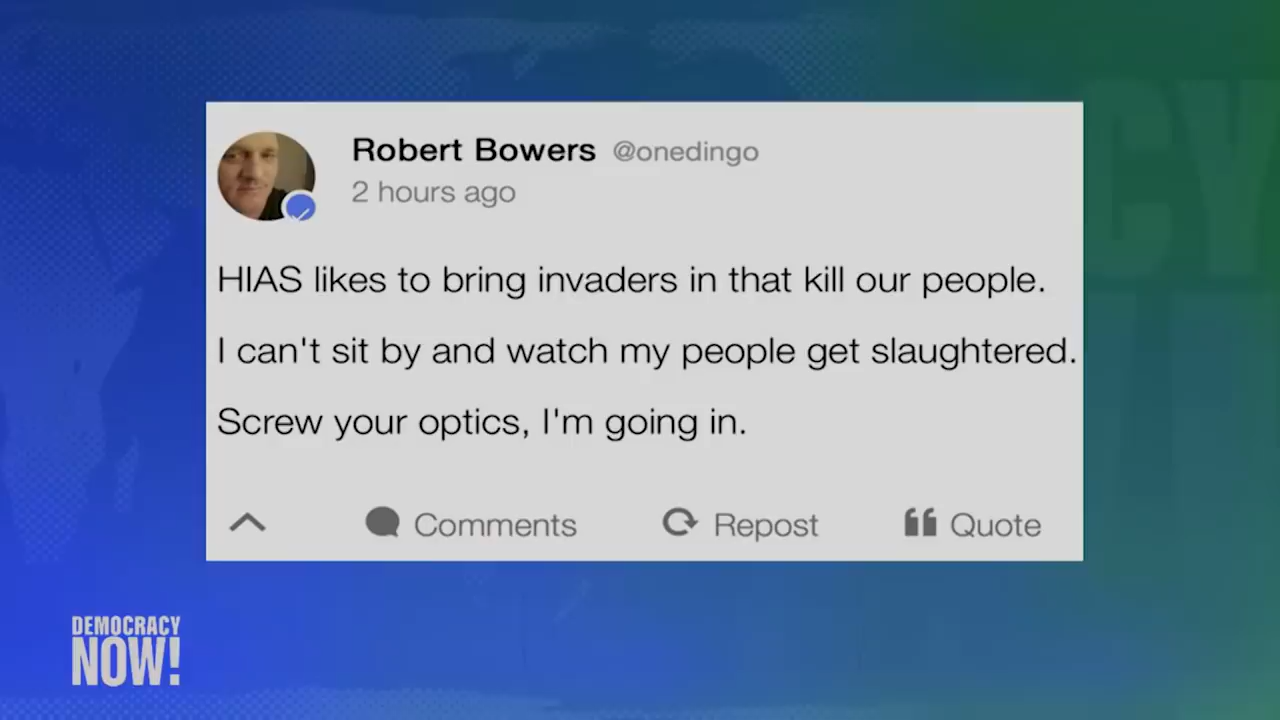 Robert Bowers @onedingo
2 hours ago
HIAS likes to bring invaders in that kill our people.
I can't sit by and watch my people get slaughtered.
Screw your optics, I'm going in.
Comments Repost Quote
DEMOCRACY
NOW!
CY